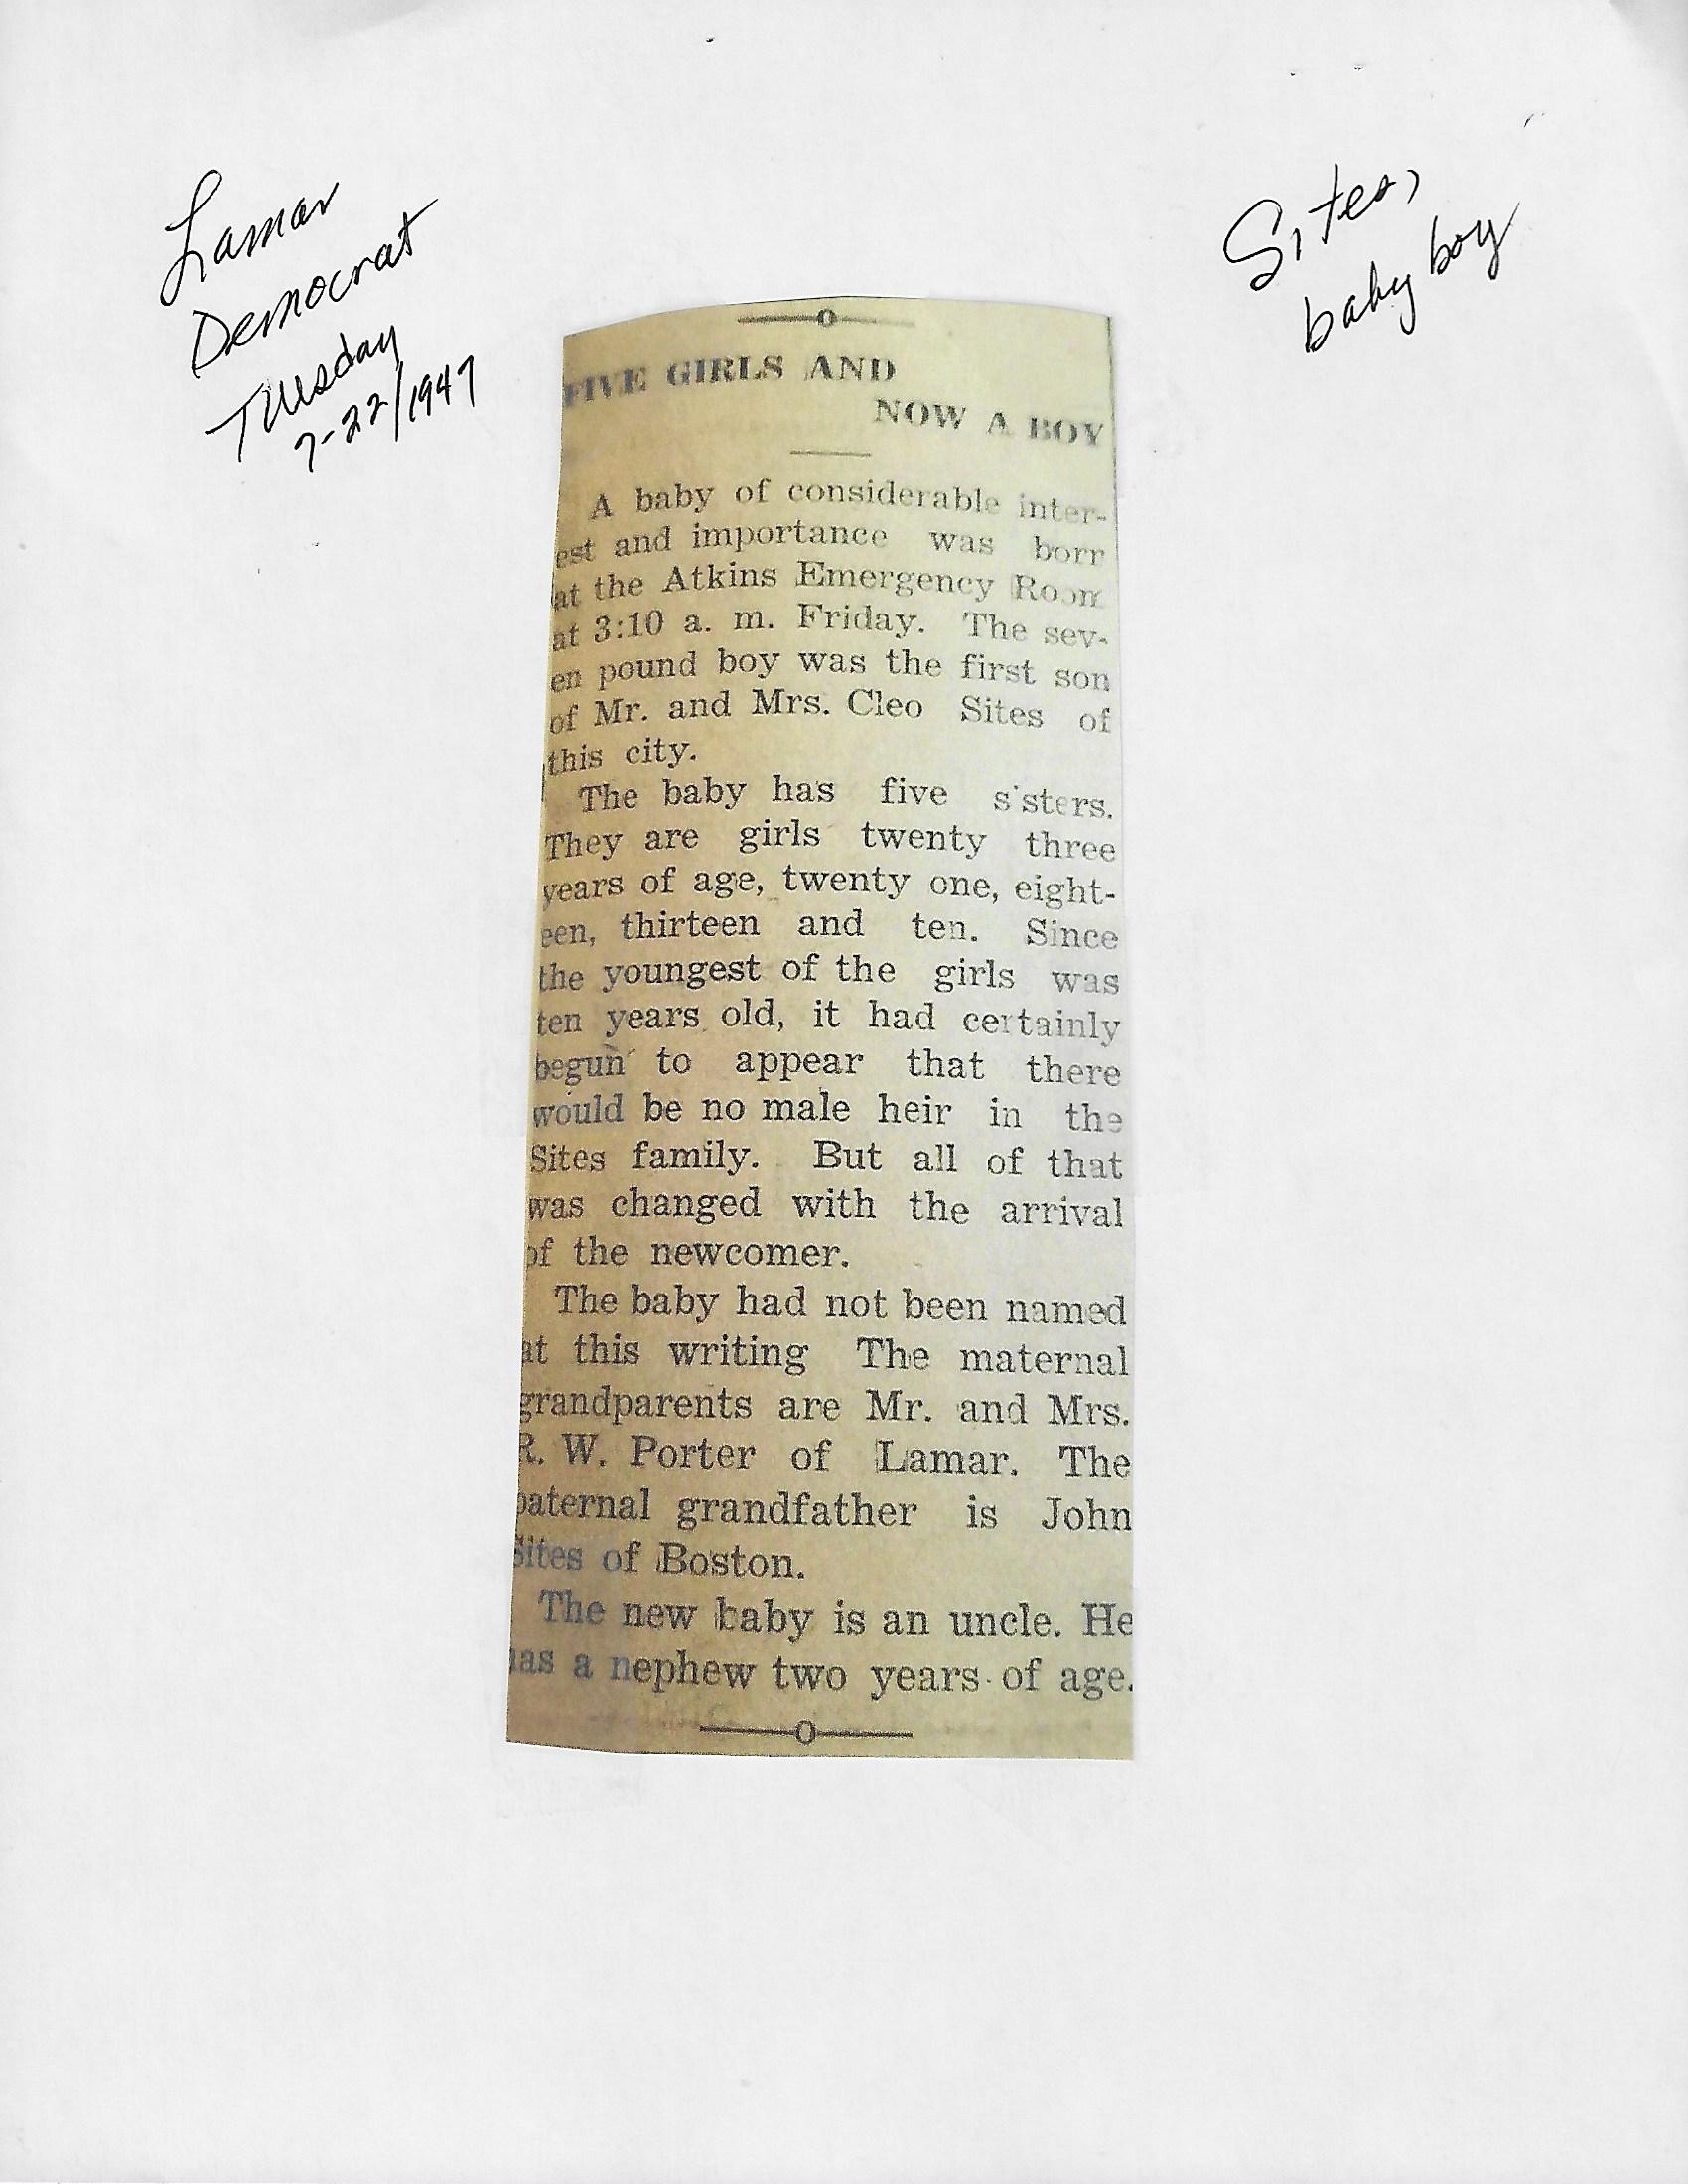 Lamar
Democrat
Tuesday
7-22/1947
Sites,
baby boy
FIVE GIRLS AND
NOW A BOY
A baby of considerable inter-
est and importance was born
at the Atkins Emergency Room
at 3:10 a. m. Friday. The sev-
en pound boy was the first son
of Mr. and Mrs. Cleo Sites of
this city.
The baby has five sisters.
They are girls twenty three
years of age, twenty one, eight-
een, thirteen and ten. Since
the youngest of the girls was
ten years old, it had certainly
begun to appear that there
would be no male heir in the
Sites family. But all of that
was changed with the arrival
of the newcomer.
The baby had not been named
at this writing The maternal
grandparents are Mr. and Mrs.
R. W. Porter of Lamar. The
paternal grandfather is John
Sites of Boston.
The new baby is an uncle. He
has a nephew two years of age.